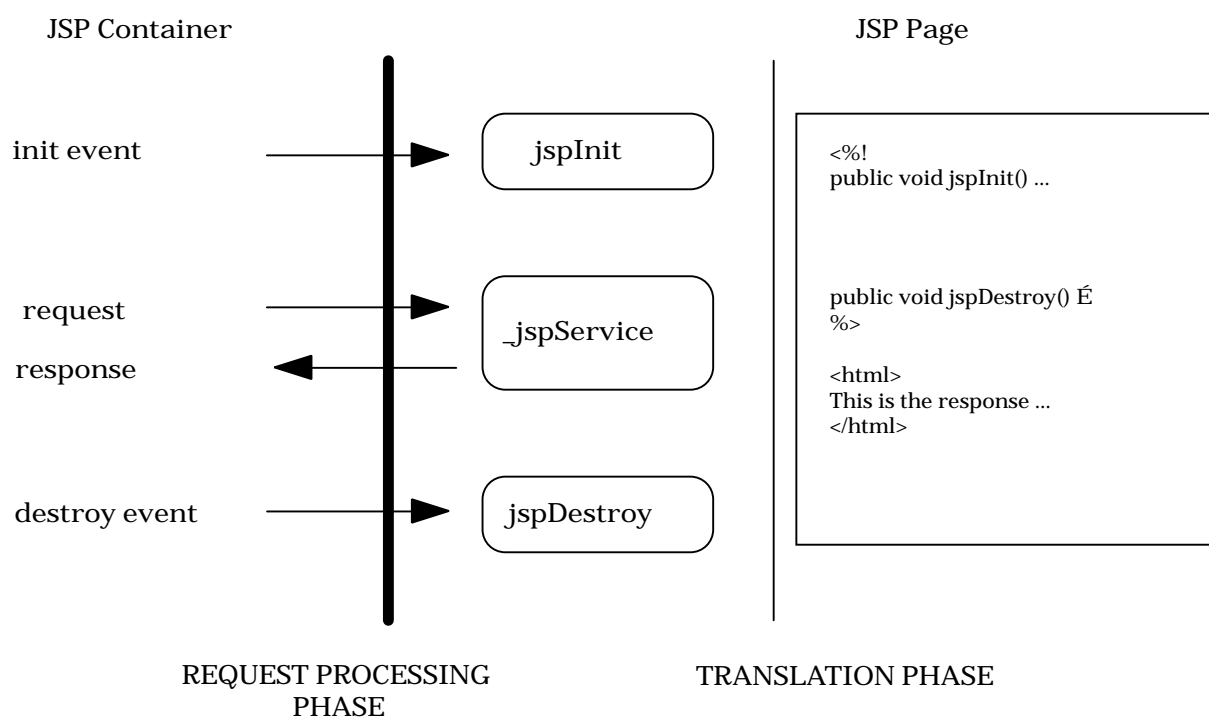 JSP Container
JSP Page
init event
jspInit
<%!
public void jspInit() ...
request
_jspService
response
public void jspDestroy() É
%>
<html>
This is the response ...
</html>
destroy event
jspDestroy
REQUEST PROCESSING
PHASE
TRANSLATION PHASE